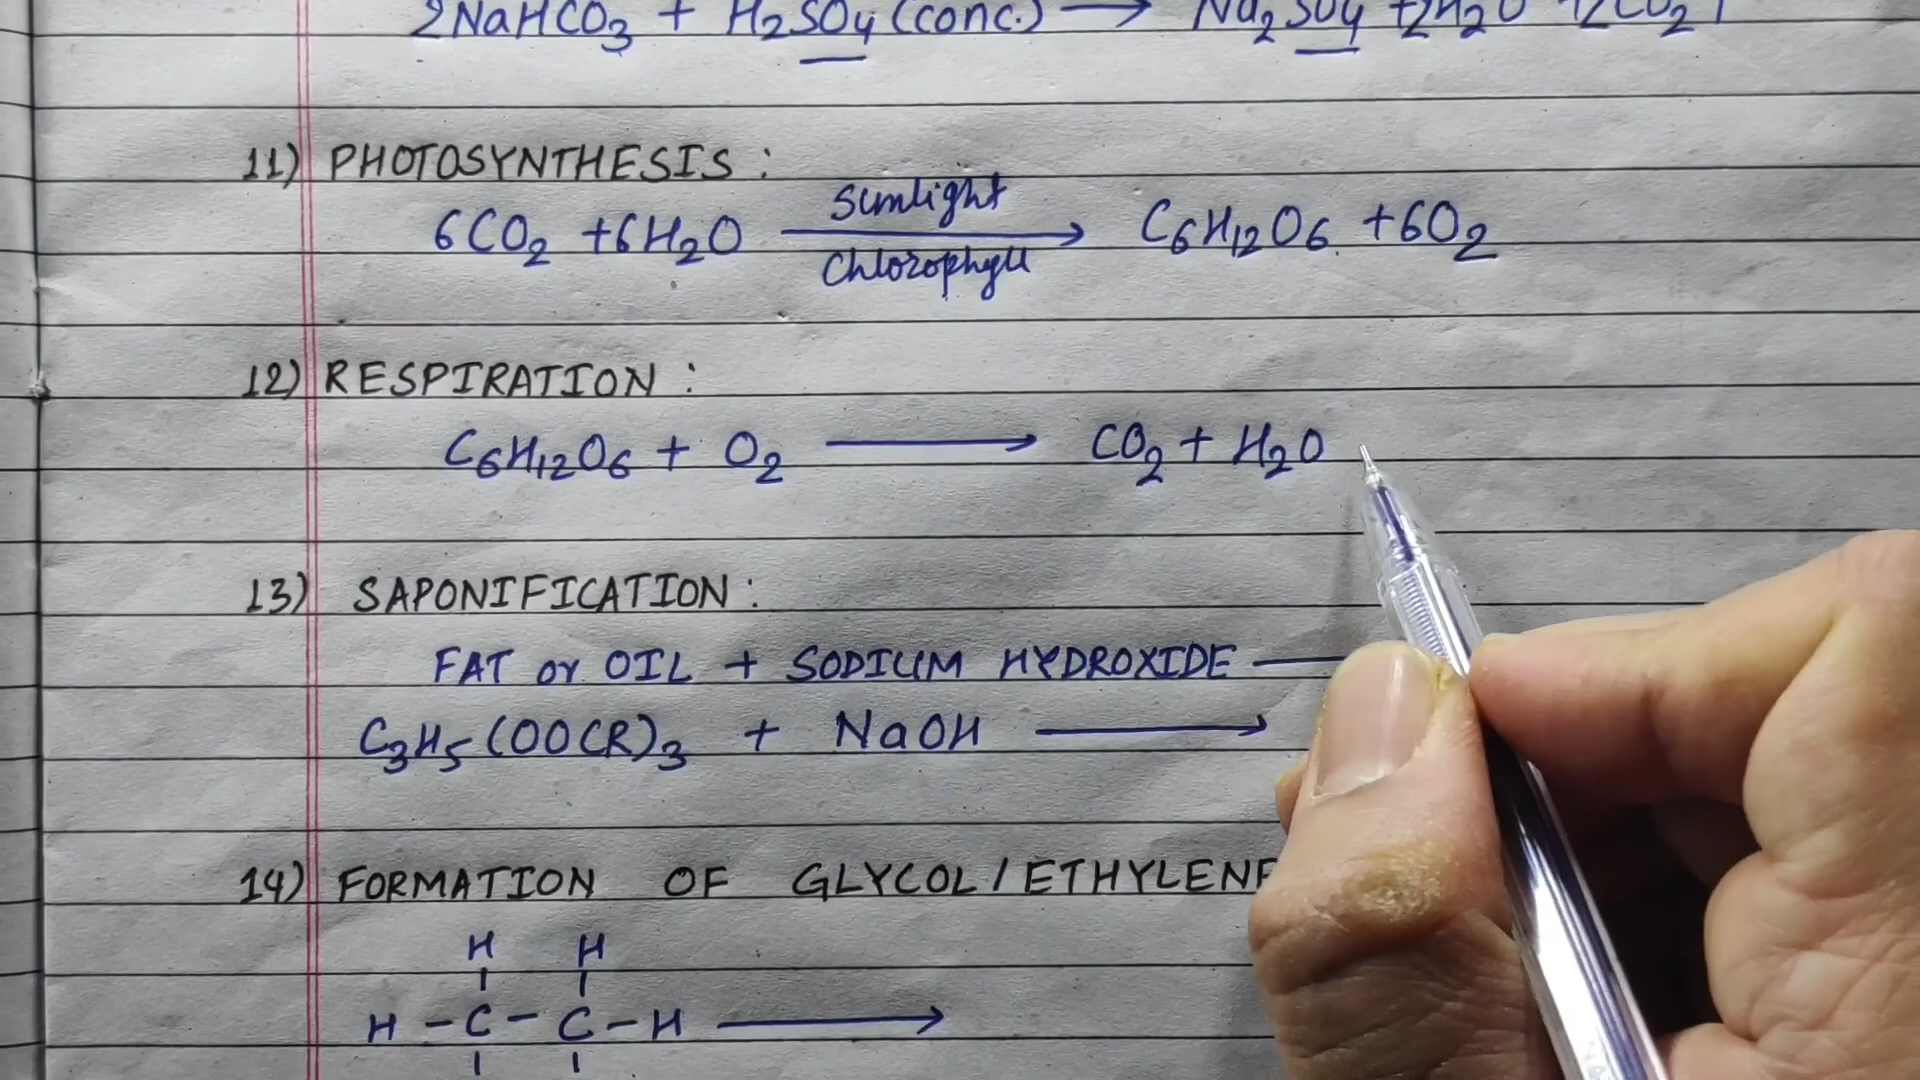 2NaHCO₃ + H₂SO₄ (conc.) → Na₂SO₄ + 2H₂O + 2CO₂↑
11) PHOTOSYNTHESIS :
Sunlight
6CO₂ + 6H₂O → C₆H₁₂O₆ + 6O₂
Chlorophyll
12) RESPIRATION :
C₆H₁₂O₆ + O₂ → CO₂ + H₂O
13) SAPONIFICATION :
FAT or OIL + SODIUM HYDROXIDE —
C₃H₅(OOCR)₃ + NaOH →
14) FORMATION OF GLYCOL/ETHYLENE
H H
H – C – C – H →